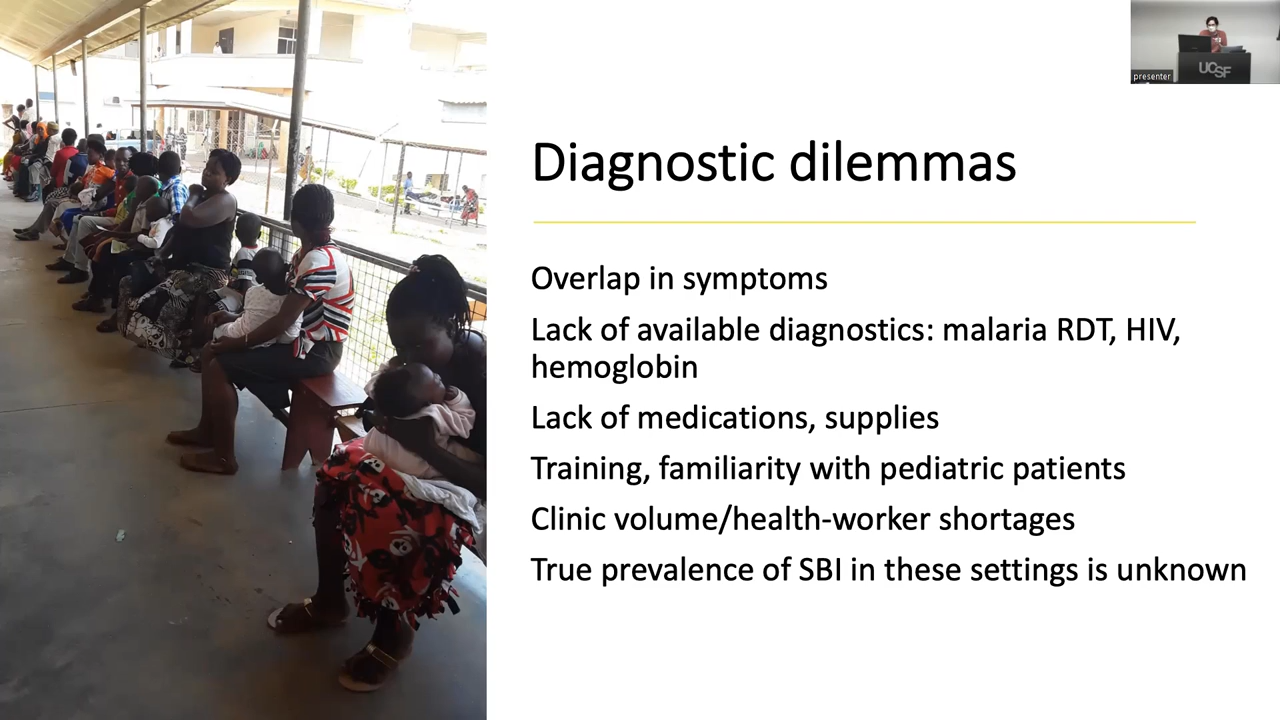 presenter
UCSF
Diagnostic dilemmas
Overlap in symptoms
Lack of available diagnostics: malaria RDT, HIV,
hemoglobin
Lack of medications, supplies
Training, familiarity with pediatric patients
Clinic volume/health-worker shortages
True prevalence of SBI in these settings is unknown